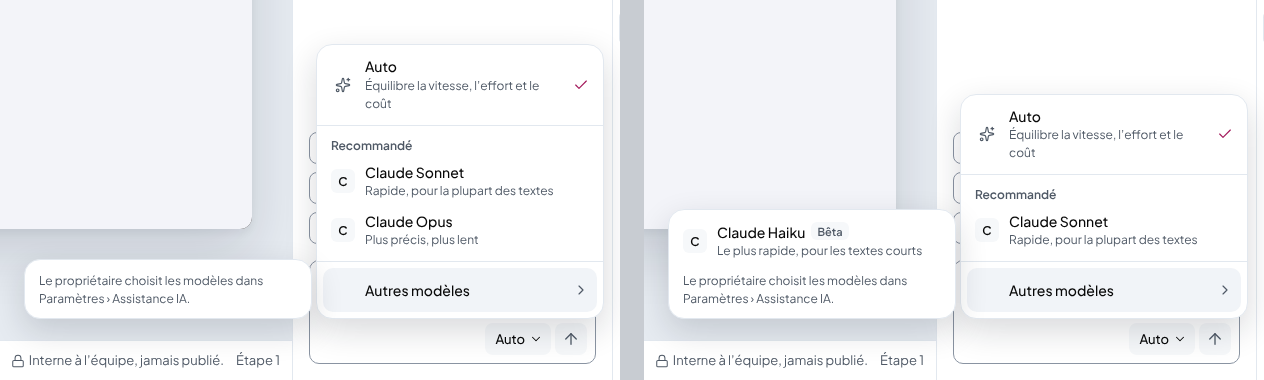 Auto
Équilibre la vitesse, l'effort et le
coût
Recommandé
C
Claude Sonnet
Rapide, pour la plupart des textes
C
Claude Opus
Plus précis, plus lent
Autres modèles
Le propriétaire choisit les modèles dans
Paramètres › Assistance IA.
Auto
Interne à l'équipe, jamais publié. Étape 1
Auto
Équilibre la vitesse, l'effort et le
coût
Recommandé
C
Claude Sonnet
Rapide, pour la plupart des textes
C
Claude Haiku Bêta
Le plus rapide, pour les textes courts
Le propriétaire choisit les modèles dans
Paramètres › Assistance IA.
Autres modèles
Auto
Interne à l'équipe, jamais publié. Étape 1